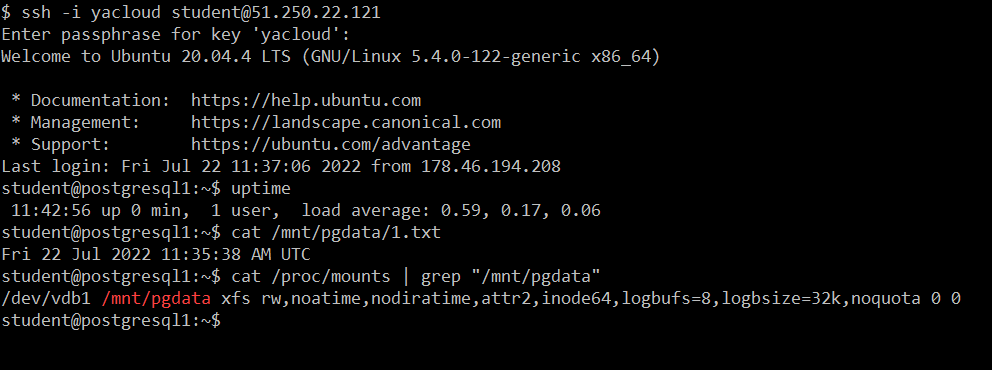 $ ssh -i yacloud student@51.250.22.121
Enter passphrase for key 'yacloud':
Welcome to Ubuntu 20.04.4 LTS (GNU/Linux 5.4.0-122-generic x86_64)
* Documentation:  https://help.ubuntu.com
* Management:     https://landscape.canonical.com
* Support:        https://ubuntu.com/advantage
Last login: Fri Jul 22 11:37:06 2022 from 178.46.194.208
student@postgresql1:~$ uptime
11:42:56 up 0 min,  1 user,  load average: 0.59, 0.17, 0.06
student@postgresql1:~$ cat /mnt/pgdata/1.txt
Fri 22 Jul 2022 11:35:38 AM UTC
student@postgresql1:~$ cat /proc/mounts | grep "/mnt/pgdata"
/dev/vdb1 /mnt/pgdata xfs rw,noatime,nodiratime,attr2,inode64,logbufs=8,logbsize=32k,noquota 0 0
student@postgresql1:~$